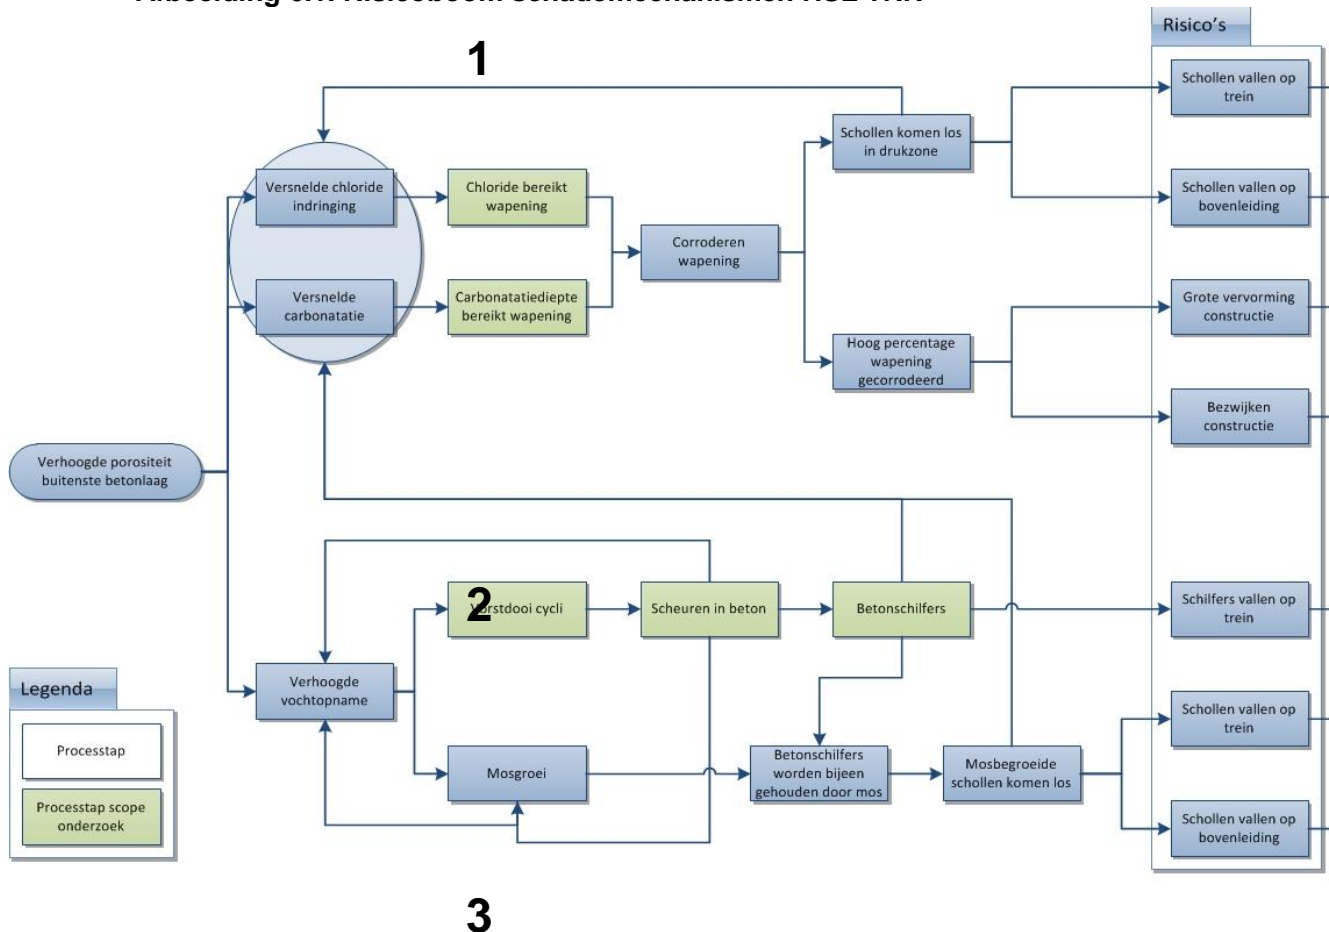 Risico's
1
Schollen vallen op
trein
Schollen komen los
in drukzone
Versnelde chloride
indringing
Chloride bereikt
wapening
Schollen vallen op
bovenleiding
Corroderen
wapening
Versnelde
carbonatatie
Carbonatatiediepte
bereikt wapening
Grote vervorming
constructie
Hoog percentage
wapening
gecorrodeerd
Bezwijken
constructie
Verhoogde porositeit
buitenste betonlaag
2
Vorstdooi cycli
Scheuren in beton
Betonschilfers
Schilfers vallen op
trein
Verhoogde
vochtopname
Legenda
Processtap
Processtap scope
onderzoek
Schollen vallen op
trein
Mosgroei
Betonschilfers
worden bijeen
gehouden door mos
Mosbegroeide
schollen komen los
Schollen vallen op
bovenleiding
3